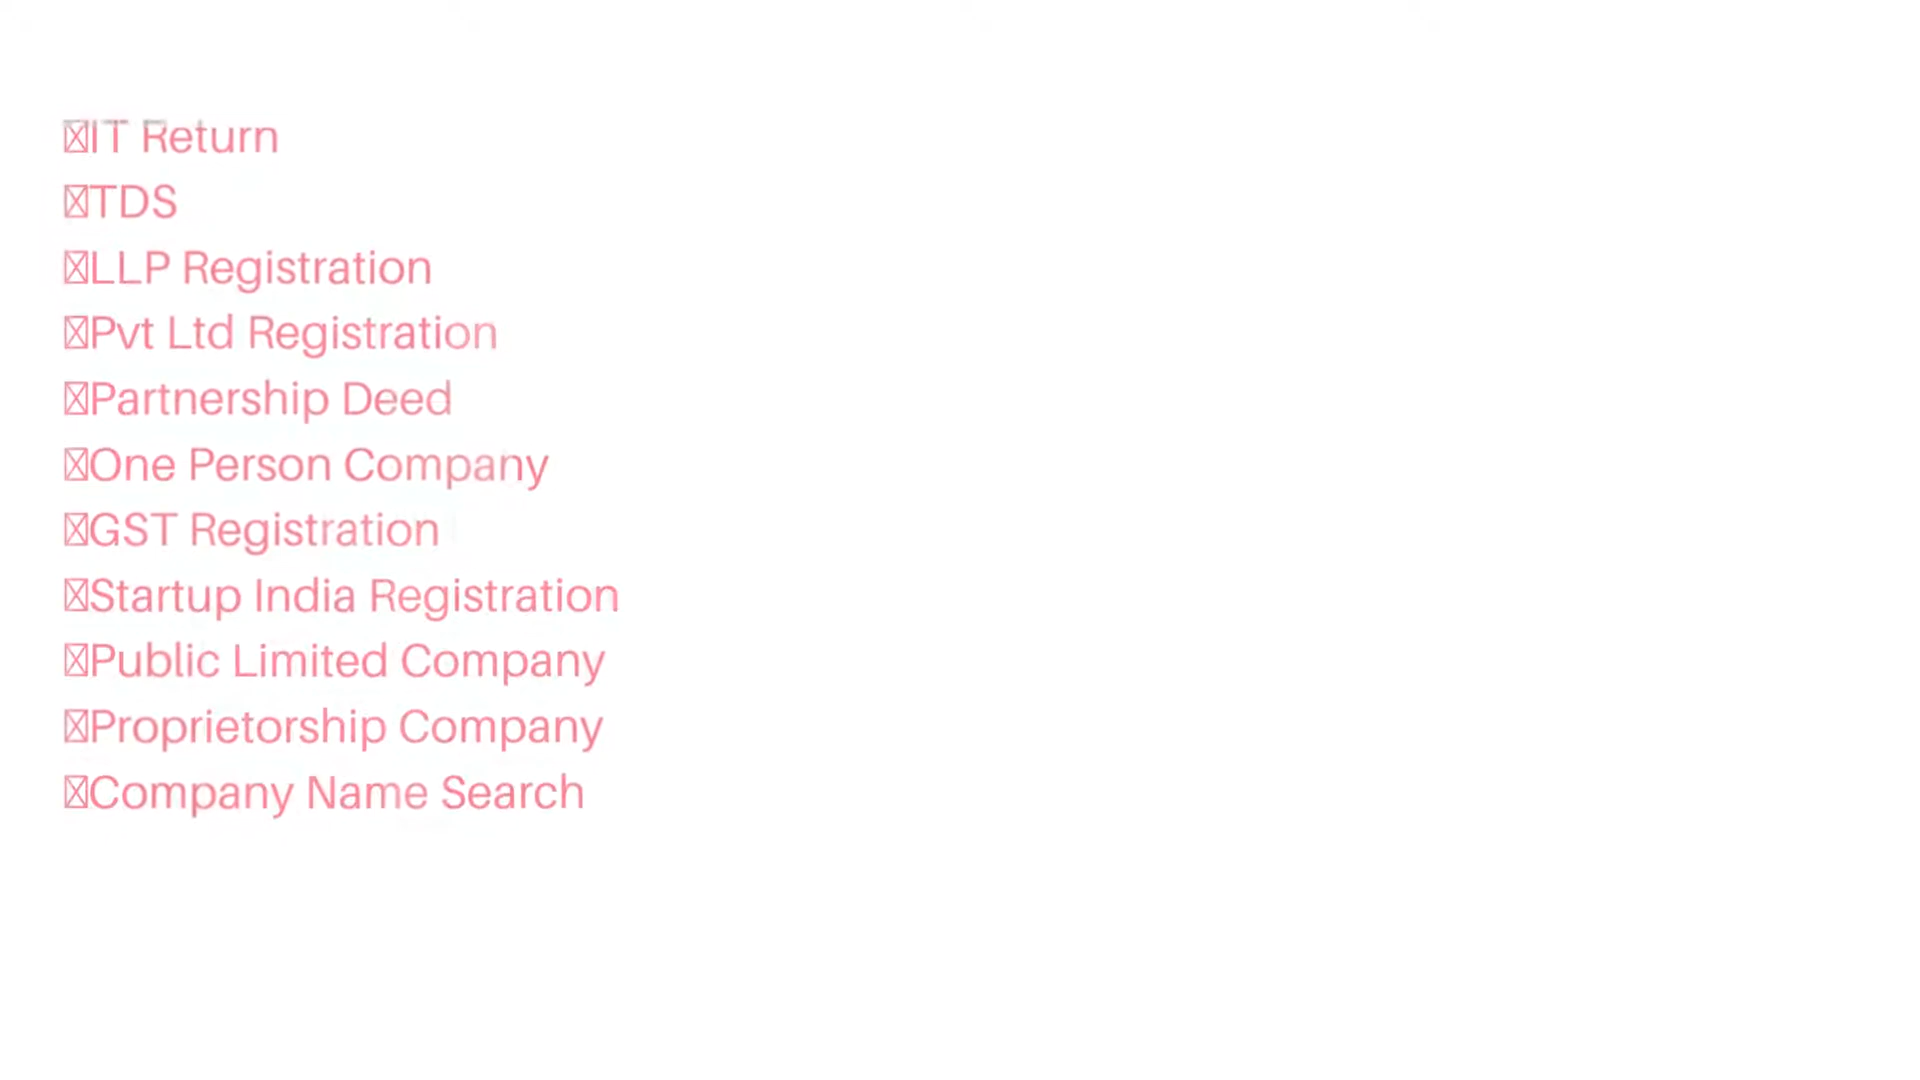 IT Return
TDS
LLP Registration
Pvt Ltd Registration
Partnership Deed
One Person Company
GST Registration
Startup India Registration
Public Limited Company
Proprietorship Company
Company Name Search